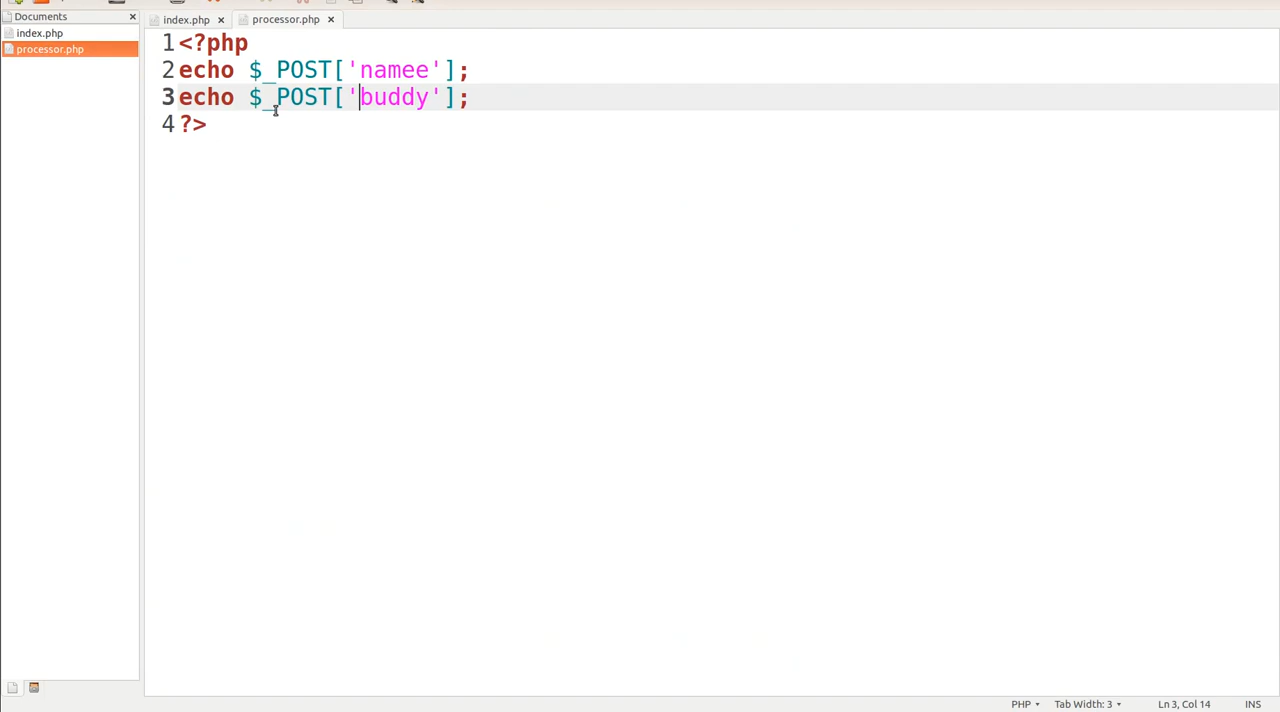 Documents
index.php
processor.php
index.php
processor.php
1<?php
2echo $_POST['namee'];
3echo $_POST['buddy'];
4?>
PHP
Tab Width: 3
Ln 3, Col 14
INS